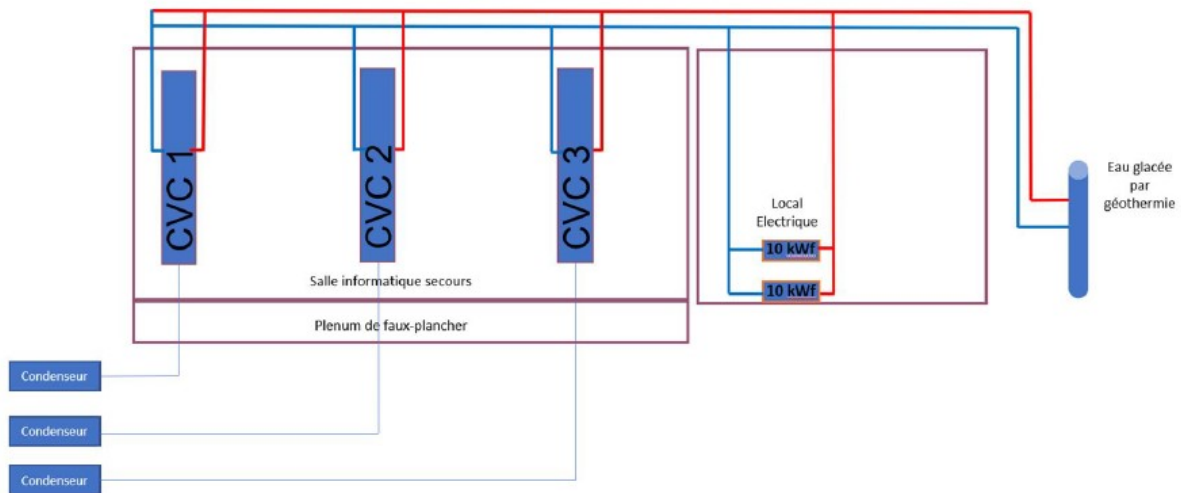 CVC 1
CVC 2
CVC 3
Salle informatique secours
Plenum de faux-plancher
Local
Electrique
10 kWf
10 kWf
Eau glacée
par
géothermie
Condenseur
Condenseur
Condenseur